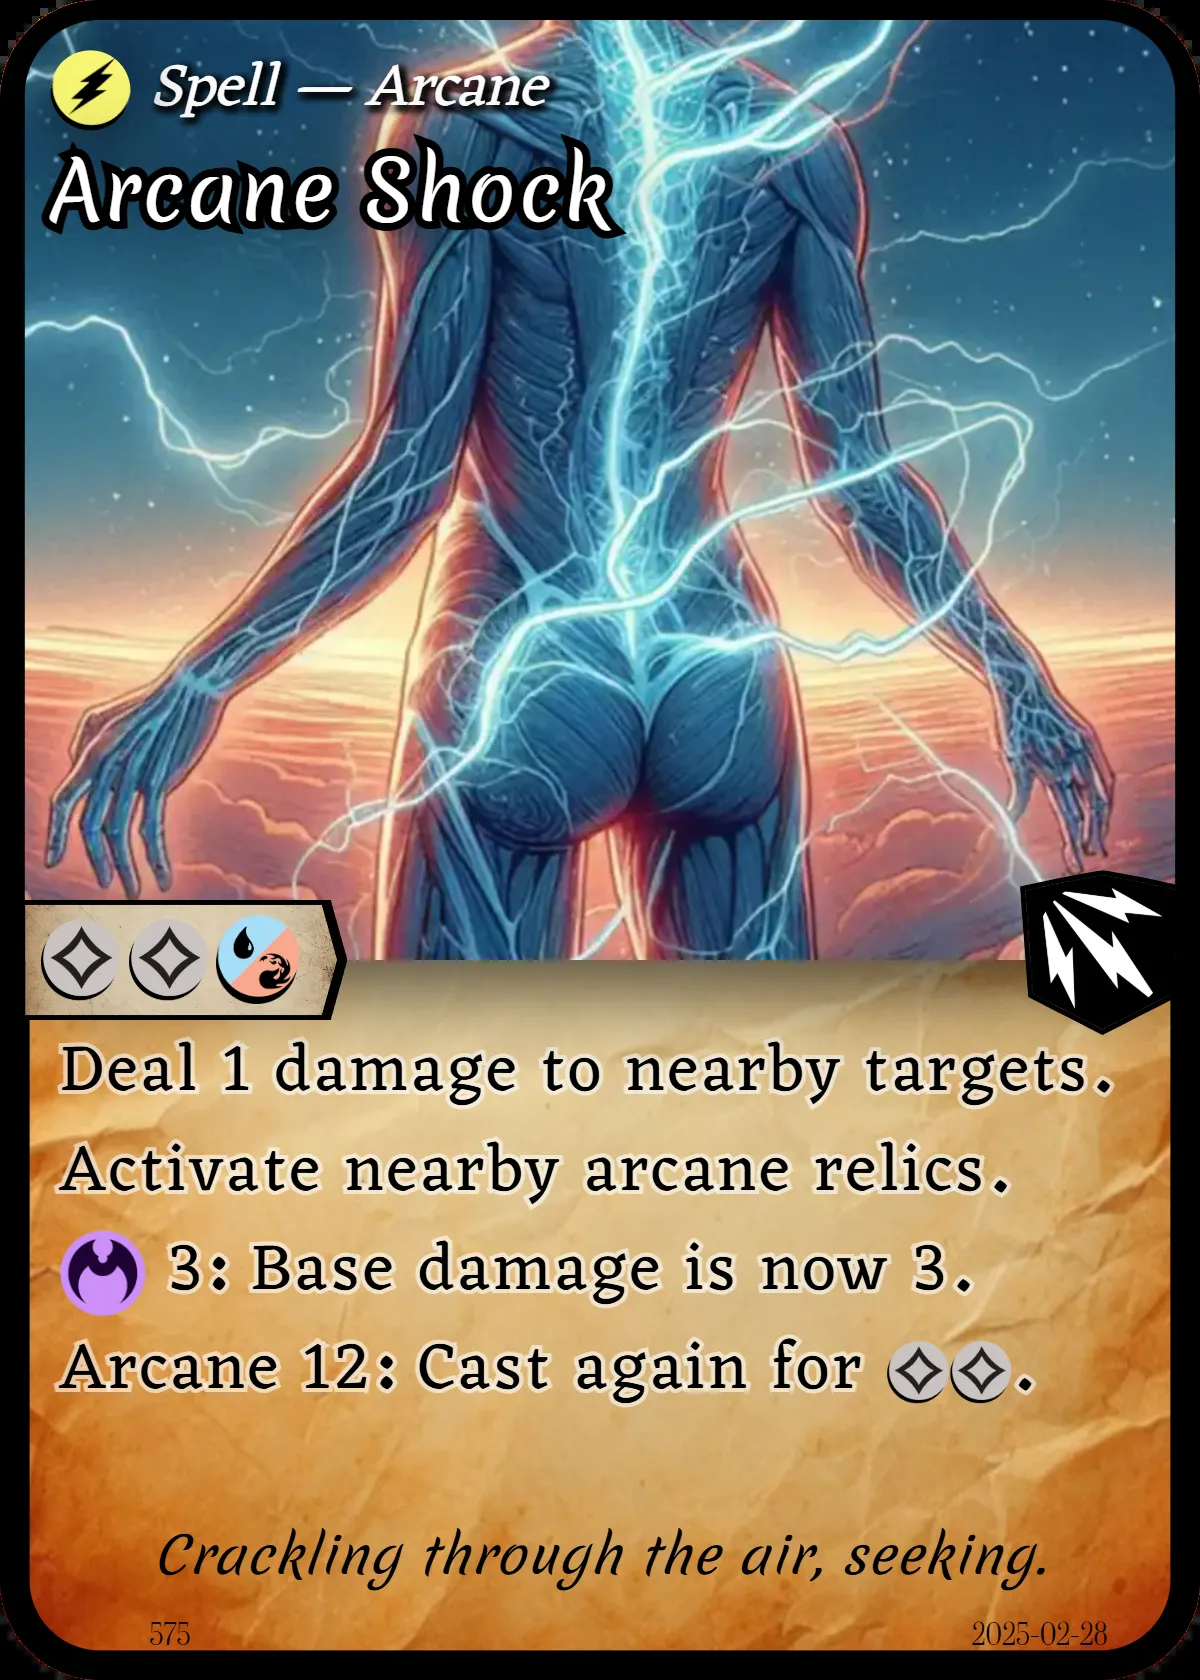 Spell — Arcane
Arcane Shock
Deal 1 damage to nearby targets.
Activate nearby arcane relics.
3: Base damage is now 3.
Arcane 12: Cast again for .
Crackling through the air, seeking.
575
2025-02-28